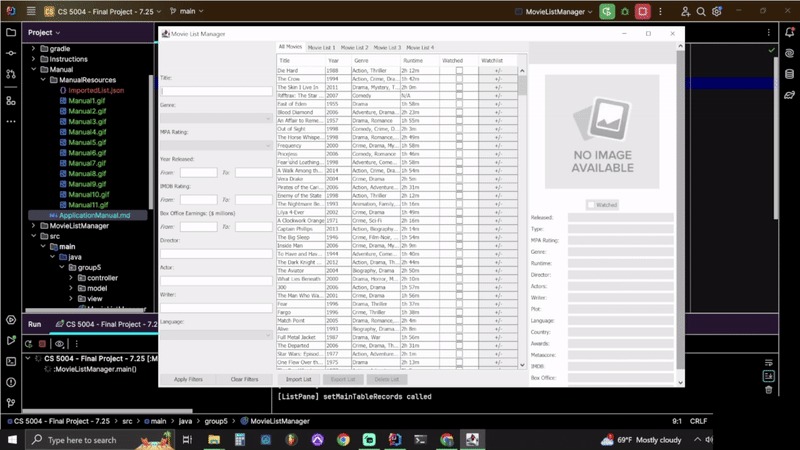 CS CS 5004 - Final Project - 7.25
main
MovieListManager
Project
gradle
Instructions
Manual
ManualResources
ImportedList.json
Manual1.gif
Manual2.gif
Manual3.gif
Manual4.gif
Manual5.gif
Manual6.gif
Manual7.gif
Manual8.gif
Manual9.gif
Manual10.gif
Manual11.gif
ApplicationManual.md
MovieListManager
src
main
java
group5
controller
model
view
Run
CS 5004 - Final Project - 7.25
CS 5004 - Final Project - 7.25 [:M
:MovieListManager.main()
Movie List Manager
Title:
Genre:
MPA Rating:
Year Released:
From: To:
IMDB Rating:
From: To:
Box Office Earnings: ($ millions)
From: To:
Director:
Actor:
Writer:
Language:
Apply Filters Clear Filters
All Movies Movie List 1 Movie List 2 Movie List 3 Movie List 4
Title Year Genre Runtime Watched Watchlist
Die Hard 1988 Action, Thriller 2h 12m +/-
The Crow 1994 Action, Crime, Dra... 1h 42m +/-
The Skin I Live In 2011 Drama, Mystery, T... 2h 0m +/-
Rifftrax: The Star ... 2007 Comedy N/A +/-
East of Eden 1955 Drama 1h 58m +/-
Blood Diamond 2006 Adventure, Drama... 2h 23m +/-
An Affair to Reme... 1957 Drama, Romance 1h 55m +/-
Out of Sight 1998 Comedy, Crime, D... 2h 3m +/-
The Horse Whispe... 1998 Drama, Romance 2h 49m +/-
Frequency 2000 Crime, Drama, My... 1h 58m +/-
Priceless 2006 Comedy, Romance 1h 46m +/-
Fear and Loathing... 1998 Adventure, Come... 1h 58m +/-
A Walk Among th... 2014 Action, Crime, Dra... 1h 54m +/-
Vera Drake 2004 Crime, Drama 2h 5m +/-
Pirates of the Car... 2006 Action, Adventure... 2h 31m +/-
Enemy of the State 1998 Action, Thriller 2h 12m +/-
The Nightmare Be... 1993 Animation, Family... 1h 16m +/-
Lilya 4-Ever 2002 Crime, Drama 1h 49m +/-
A Clockwork Orange 1971 Crime, Sci-Fi 2h 16m +/-
Captain Phillips 2013 Action, Biography... 2h 14m +/-
The Big Sleep 1946 Crime, Film-Noir, ... 1h 54m +/-
Inside Man 2006 Crime, Drama, My... 2h 9m +/-
To Have and Hav... 1944 Adventure, Come... 1h 40m +/-
The Dark Knight ... 2012 Action, Drama, Th... 2h 44m +/-
The Aviator 2004 Biography, Drama 2h 50m +/-
What Lies Beneath 2000 Drama, Horror, M... 2h 10m +/-
300 2006 Action, Drama 1h 57m +/-
The Man Who Wa... 2001 Crime, Drama 1h 56m +/-
Fear 1996 Drama, Thriller 1h 37m +/-
Fargo 1996 Crime, Thriller 1h 38m +/-
Match Point 2005 Drama, Romance... 2h 4m +/-
Alive 1993 Biography, Drama... 2h 8m +/-
Full Metal Jacket 1987 Drama, War 1h 56m +/-
The Departed 2006 Crime, Drama, Th... 2h 31m +/-
Star Wars: Episod... 1977 Action, Adventure... 2h 1m +/-
One Flew Over th... 1975 Drama 2h 13m +/-
Import List Export List Delete List
NO IMAGE
AVAILABLE
Watched
Released:
Type:
MPA Rating:
Genre:
Runtime:
Director:
Actors:
Writer:
Plot:
Language:
Country:
Awards:
Metascore:
IMDB:
Box Office:
[ListPane] setMainTableRecords called
CS 5004 - Final Project - 7.25 > src > main > java > group5 > MovieListManager
9:1 CRLF
Type here to search
69°F Mostly cloudy